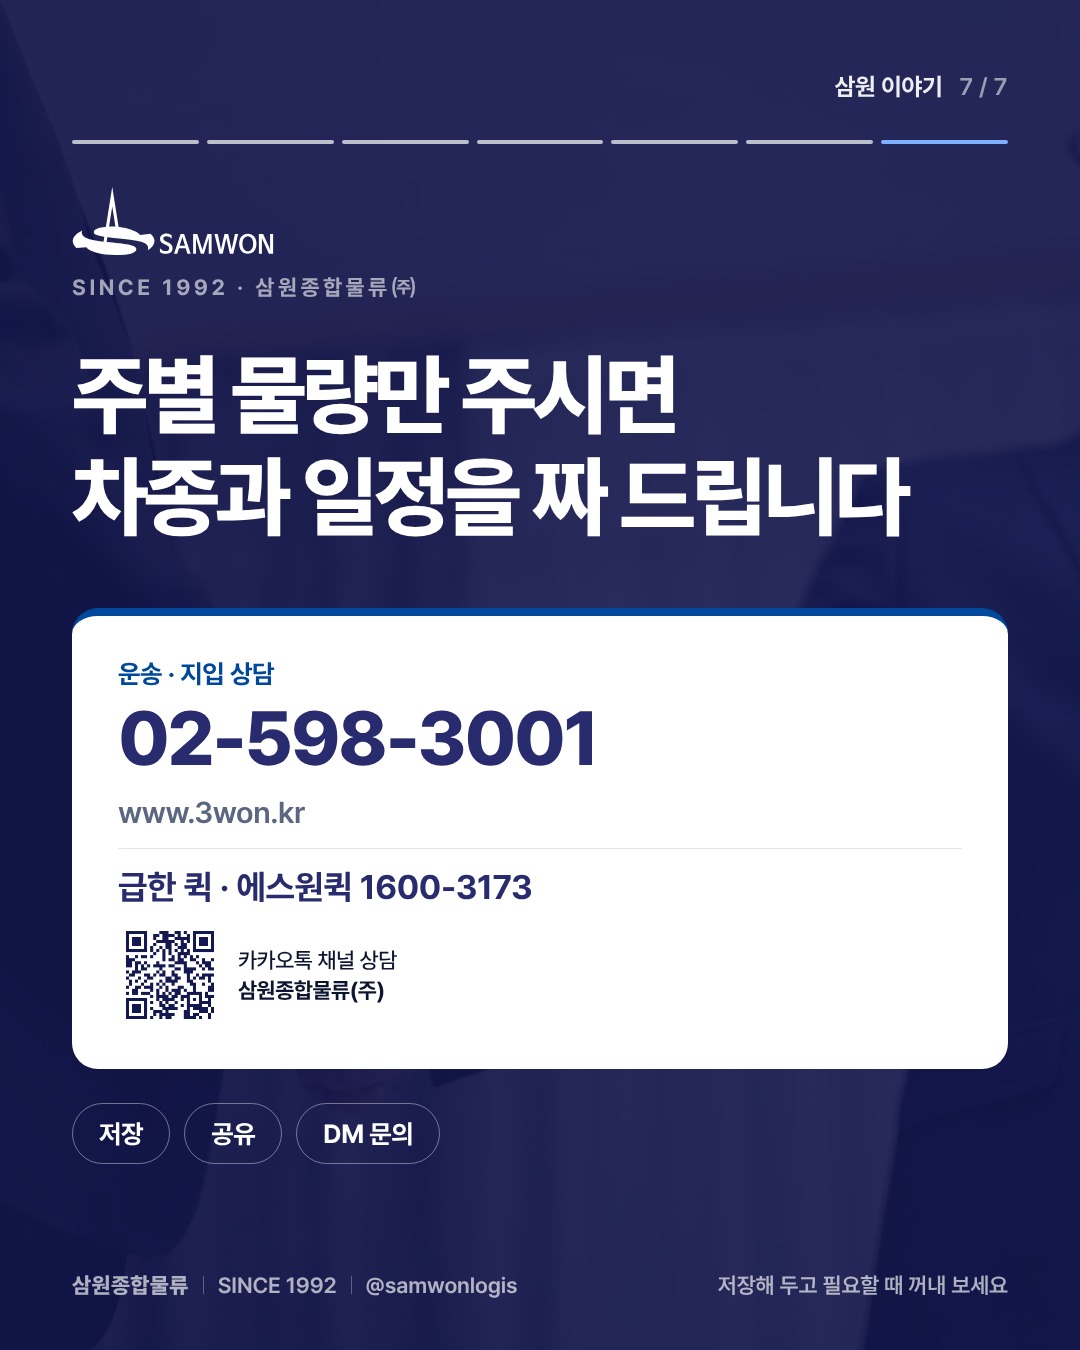 삼원 이야기 7 / 7
SAMWON
SINCE 1992 · 삼원종합물류㈜
주별 물량만 주시면
차종과 일정을 짜 드립니다
운송 · 지입 상담
02-598-3001
www.3won.kr
급한 퀵 · 에스원퀵 1600-3173
카카오톡 채널 상담
삼원종합물류(주)
저장 공유 DM 문의
삼원종합물류 | SINCE 1992 | @samwonlogis 저장해 두고 필요할 때 꺼내 보세요